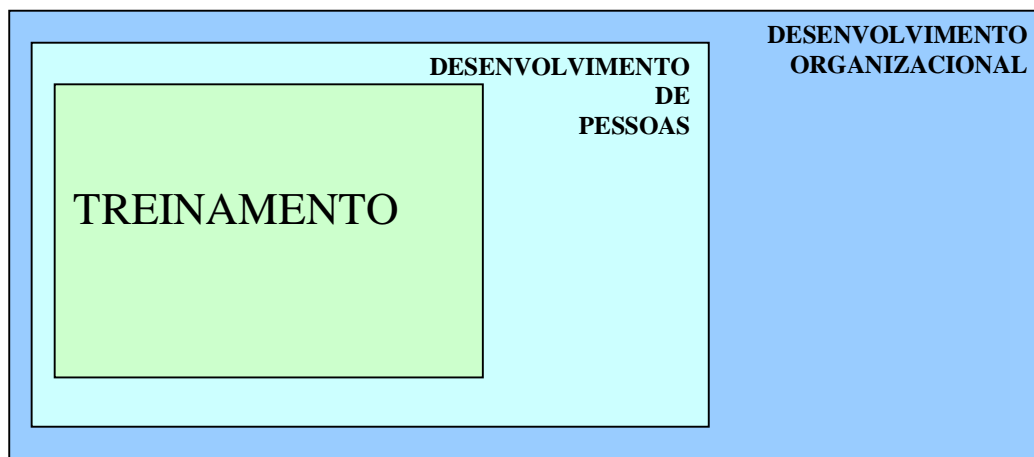 DESENVOLVIMENTO
ORGANIZACIONAL
DESENVOLVIMENTO
DE
PESSOAS
TREINAMENTO